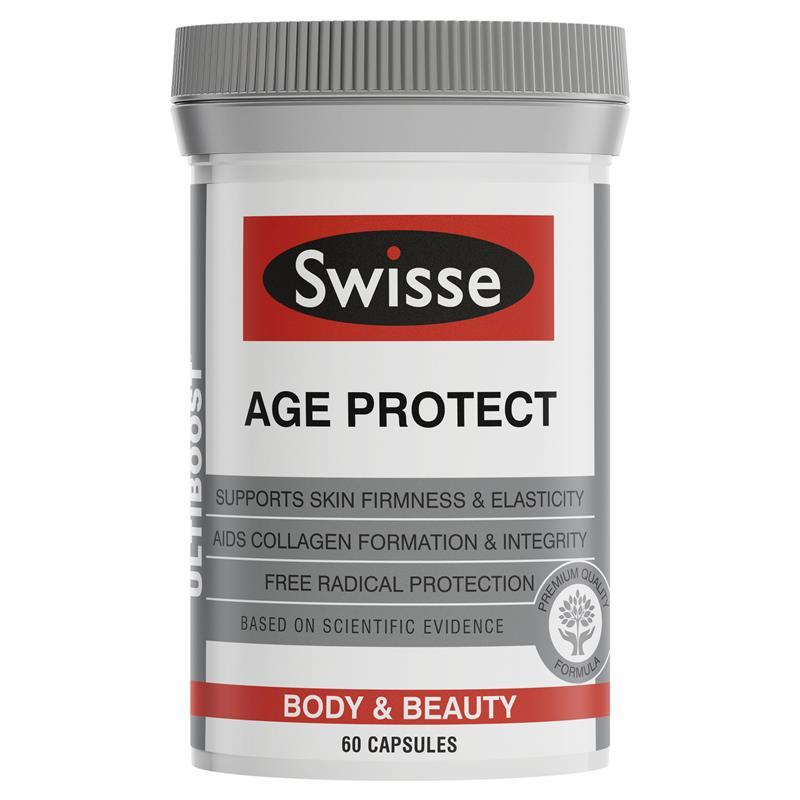 Swisse
AGE PROTECT
ULTIBOOST
SUPPORTS SKIN FIRMNESS & ELASTICITY
AIDS COLLAGEN FORMATION & INTEGRITY
FREE RADICAL PROTECTION
BASED ON SCIENTIFIC EVIDENCE
PREMIUM QUALITY
FORMULA
BODY & BEAUTY
60 CAPSULES